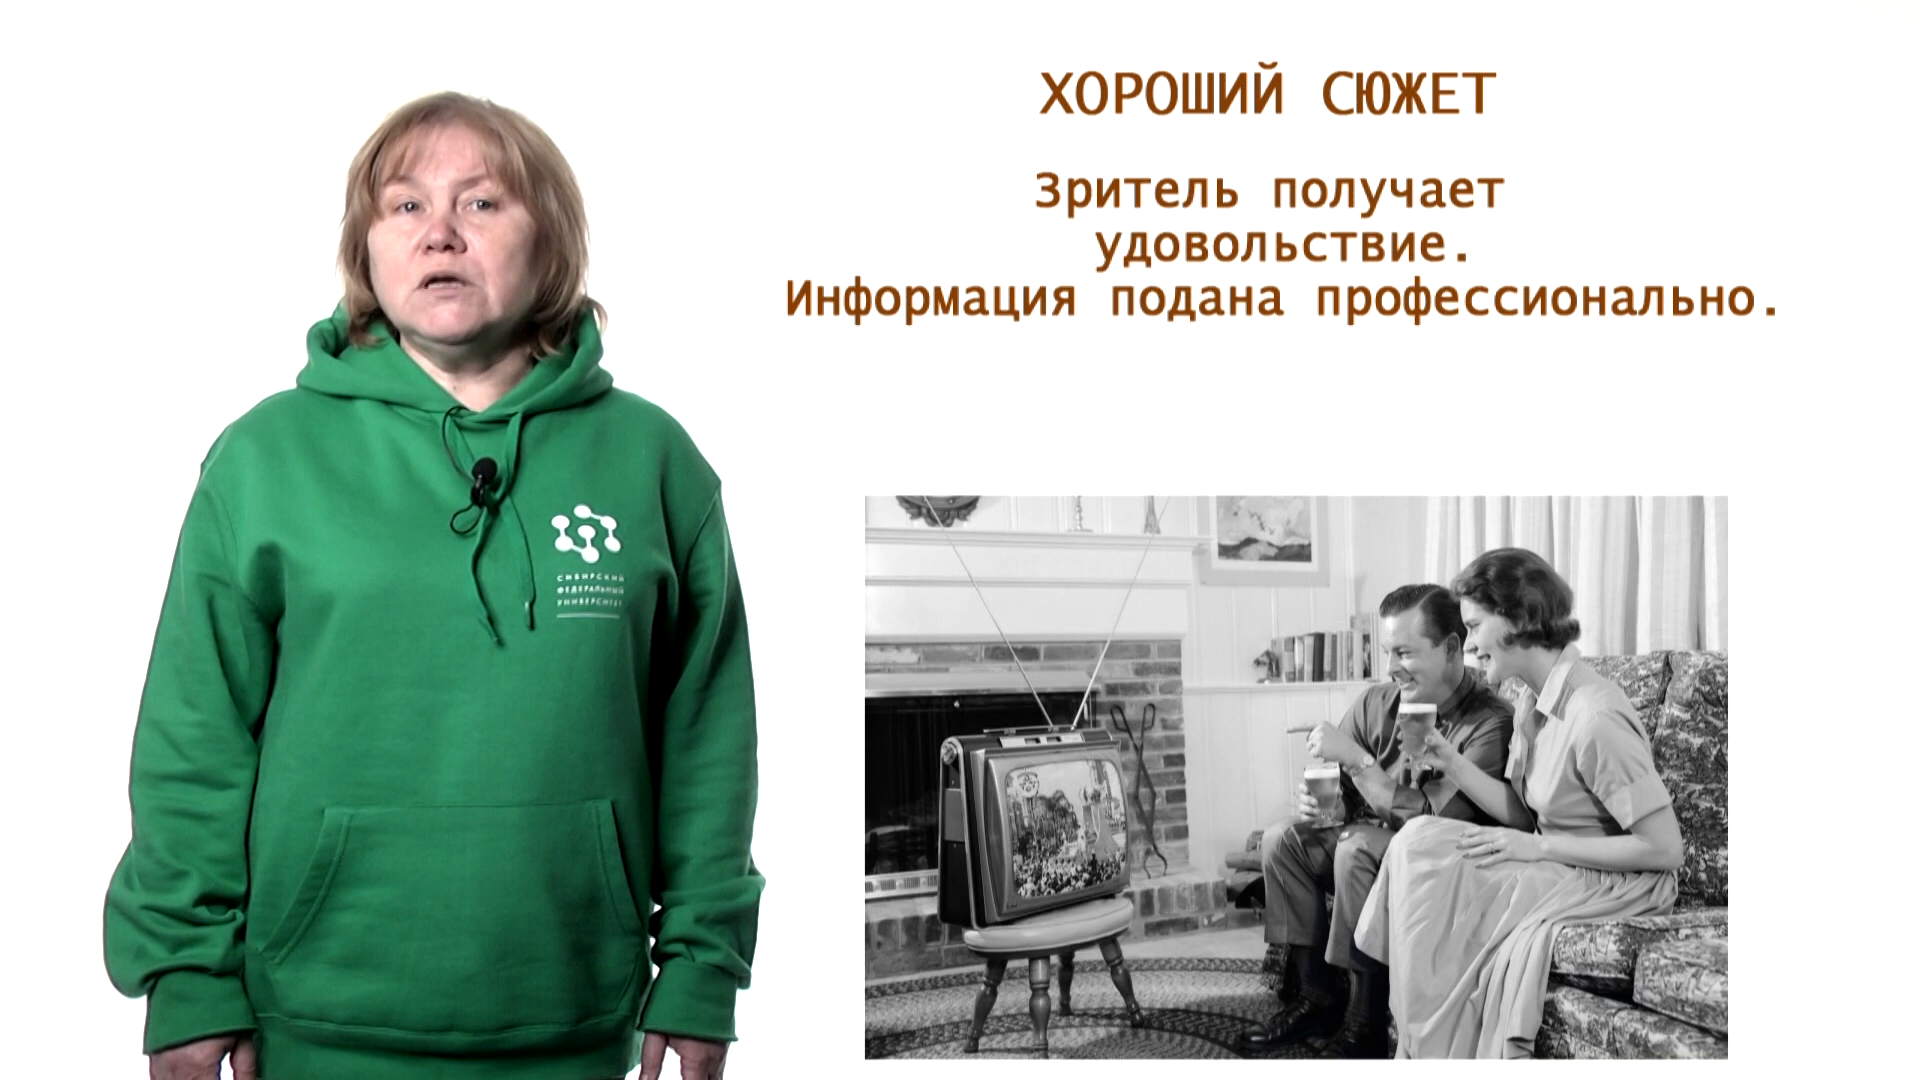 ХОРОШИЙ СЮЖЕТ
Зритель получает
удовольствие.
Информация подана профессионально.
СИБИРСКИЙ
ФЕДЕРАЛЬНЫЙ
УНИВЕРСИТЕТ